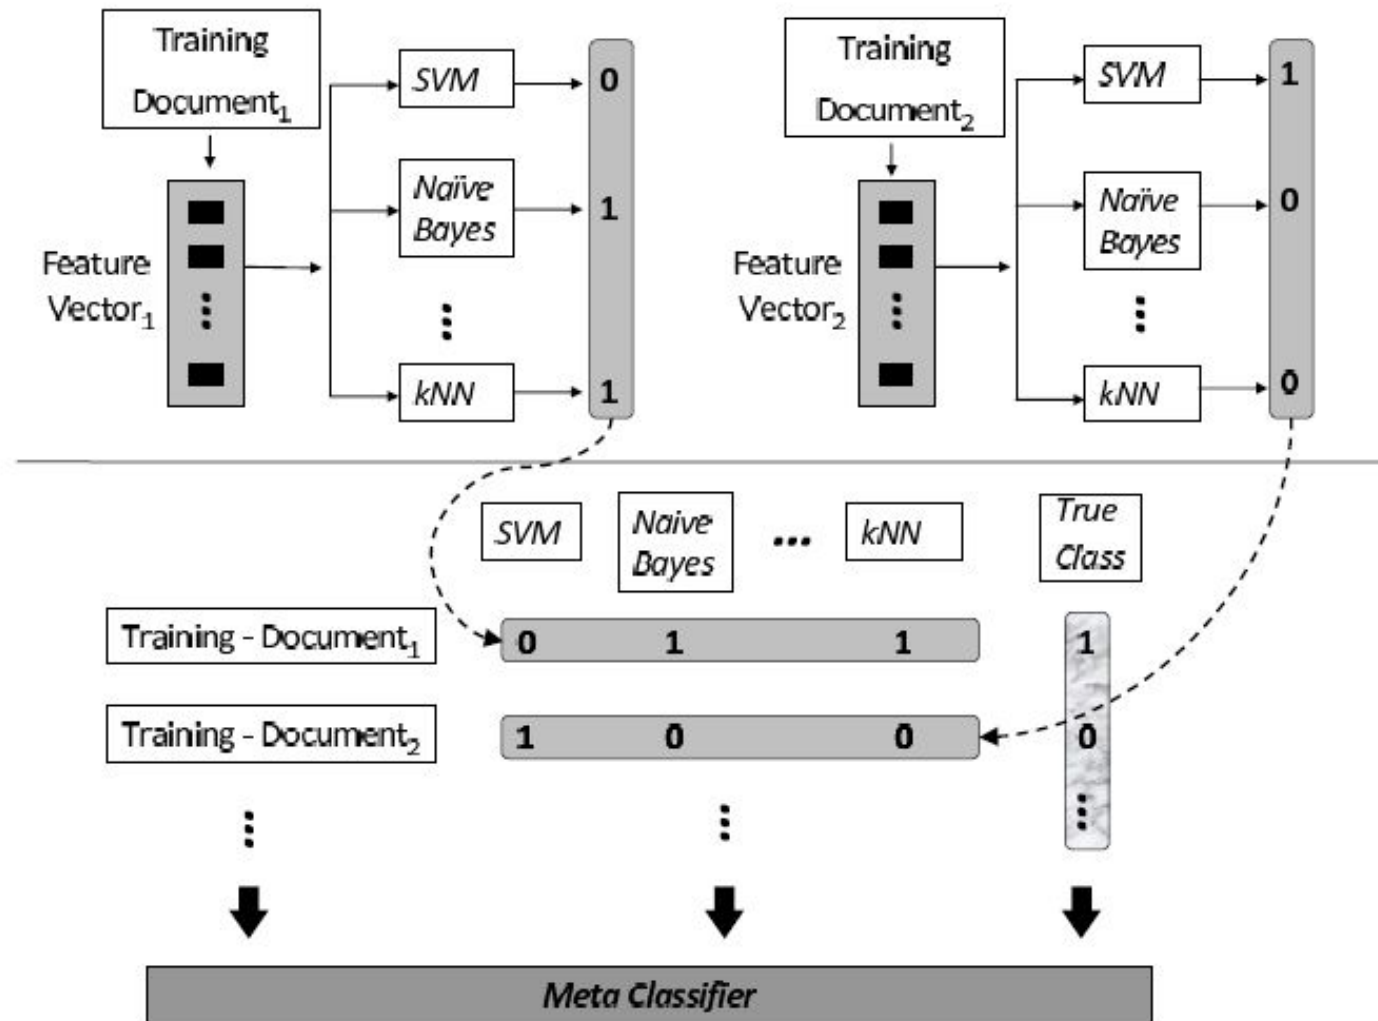 Training
Document₁
SVM
0
Naïve
Bayes
1
Feature
Vector₁
⋮
⋮
kNN
1
Training
Document₂
SVM
1
Naïve
Bayes
0
Feature
Vector₂
⋮
⋮
kNN
0
SVM
Naive
Bayes
...
kNN
True
Class
Training - Document₁
0 1 1
1
Training - Document₂
1 0 0
0
⋮
⋮
⋮
Meta Classifier